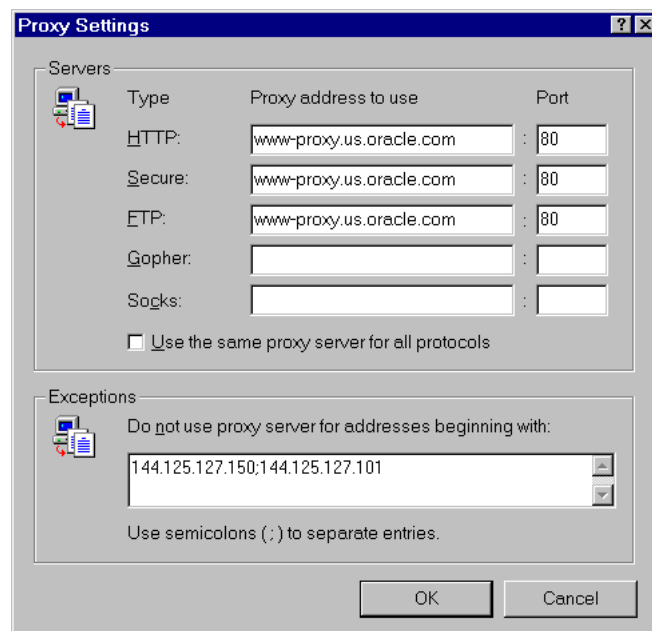 Proxy Settings
Servers
Type Proxy address to use Port
HTTP: www-proxy.us.oracle.com : 80
Secure: www-proxy.us.oracle.com : 80
FTP: www-proxy.us.oracle.com : 80
Gopher: :
Socks: :
Use the same proxy server for all protocols
Exceptions
Do not use proxy server for addresses beginning with:
144.125.127.150;144.125.127.101
Use semicolons ( ; ) to separate entries.
OK Cancel